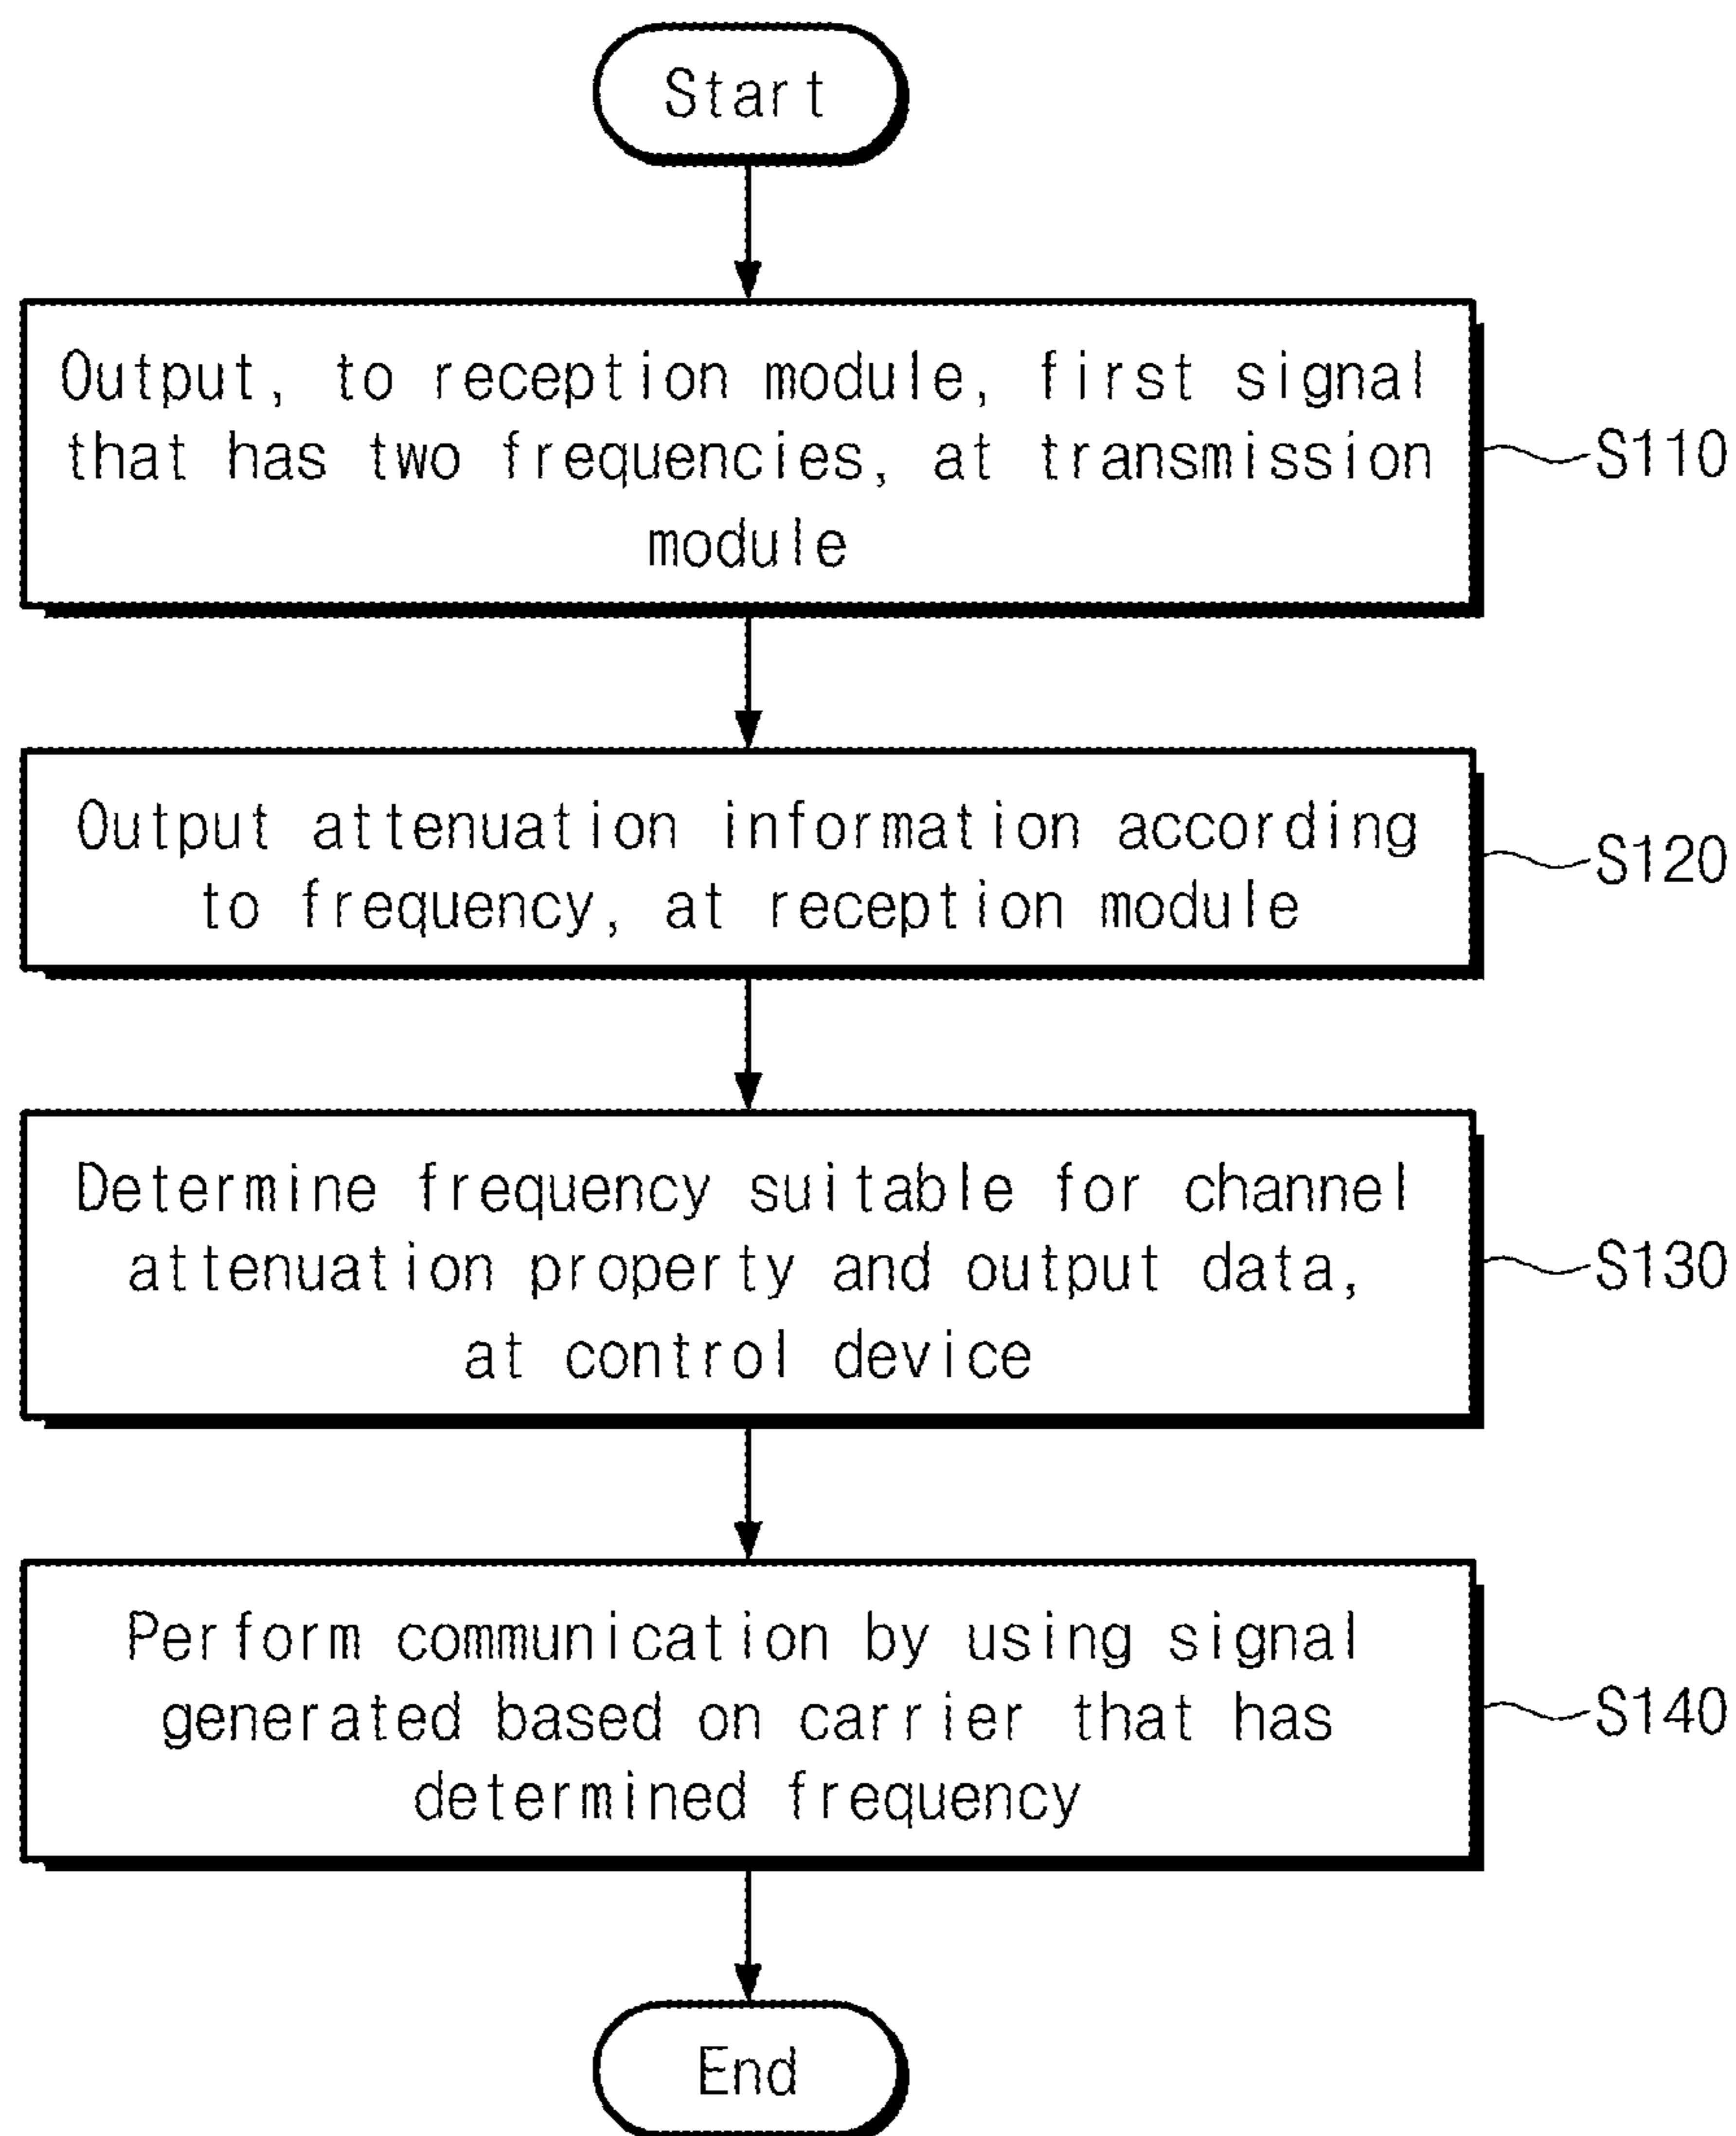 Start
Output, to reception module, first signal
that has two frequencies, at transmission
module
S110
Output attenuation information according
to frequency, at reception module
S120
Determine frequency suitable for channel
attenuation property and output data,
at control device
S130
Perform communication by using signal
generated based on carrier that has
determined frequency
S140
End